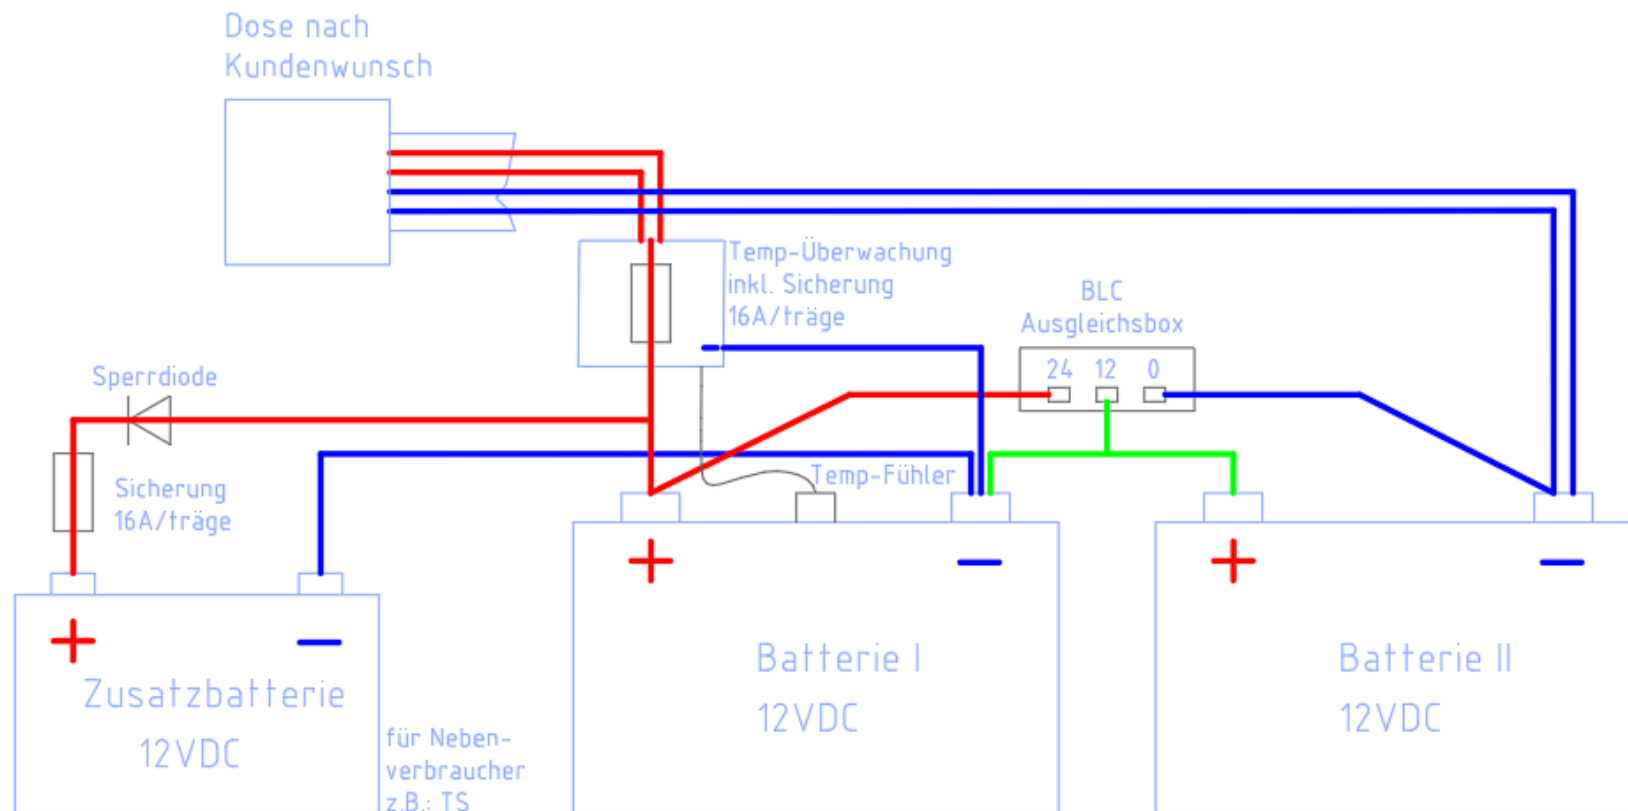 Dose nach
Kundenwunsch
Temp-Überwachung
inkl. Sicherung
16A/träge
BLC
Ausgleichsbox
24 12 0
Sperrdiode
Sicherung
16A/träge
Temp-Fühler
+ −
Zusatzbatterie
12VDC
für Neben-
verbraucher
z.B.: TS
+ −
Batterie I
12VDC
+ −
Batterie II
12VDC